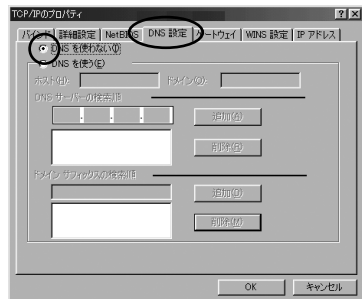 TCP/IPのプロパティ
バインド 詳細設定 NetBIOS DNS 設定 ゲートウェイ WINS 設定 IP アドレス
DNS を使わない(I)
DNS を使う(E)
ホスト(H): ドメイン(O):
DNS サーバーの検索順
追加(A)
削除(R)
ドメイン サフィックスの検索順
追加(D)
削除(M)
OK キャンセル